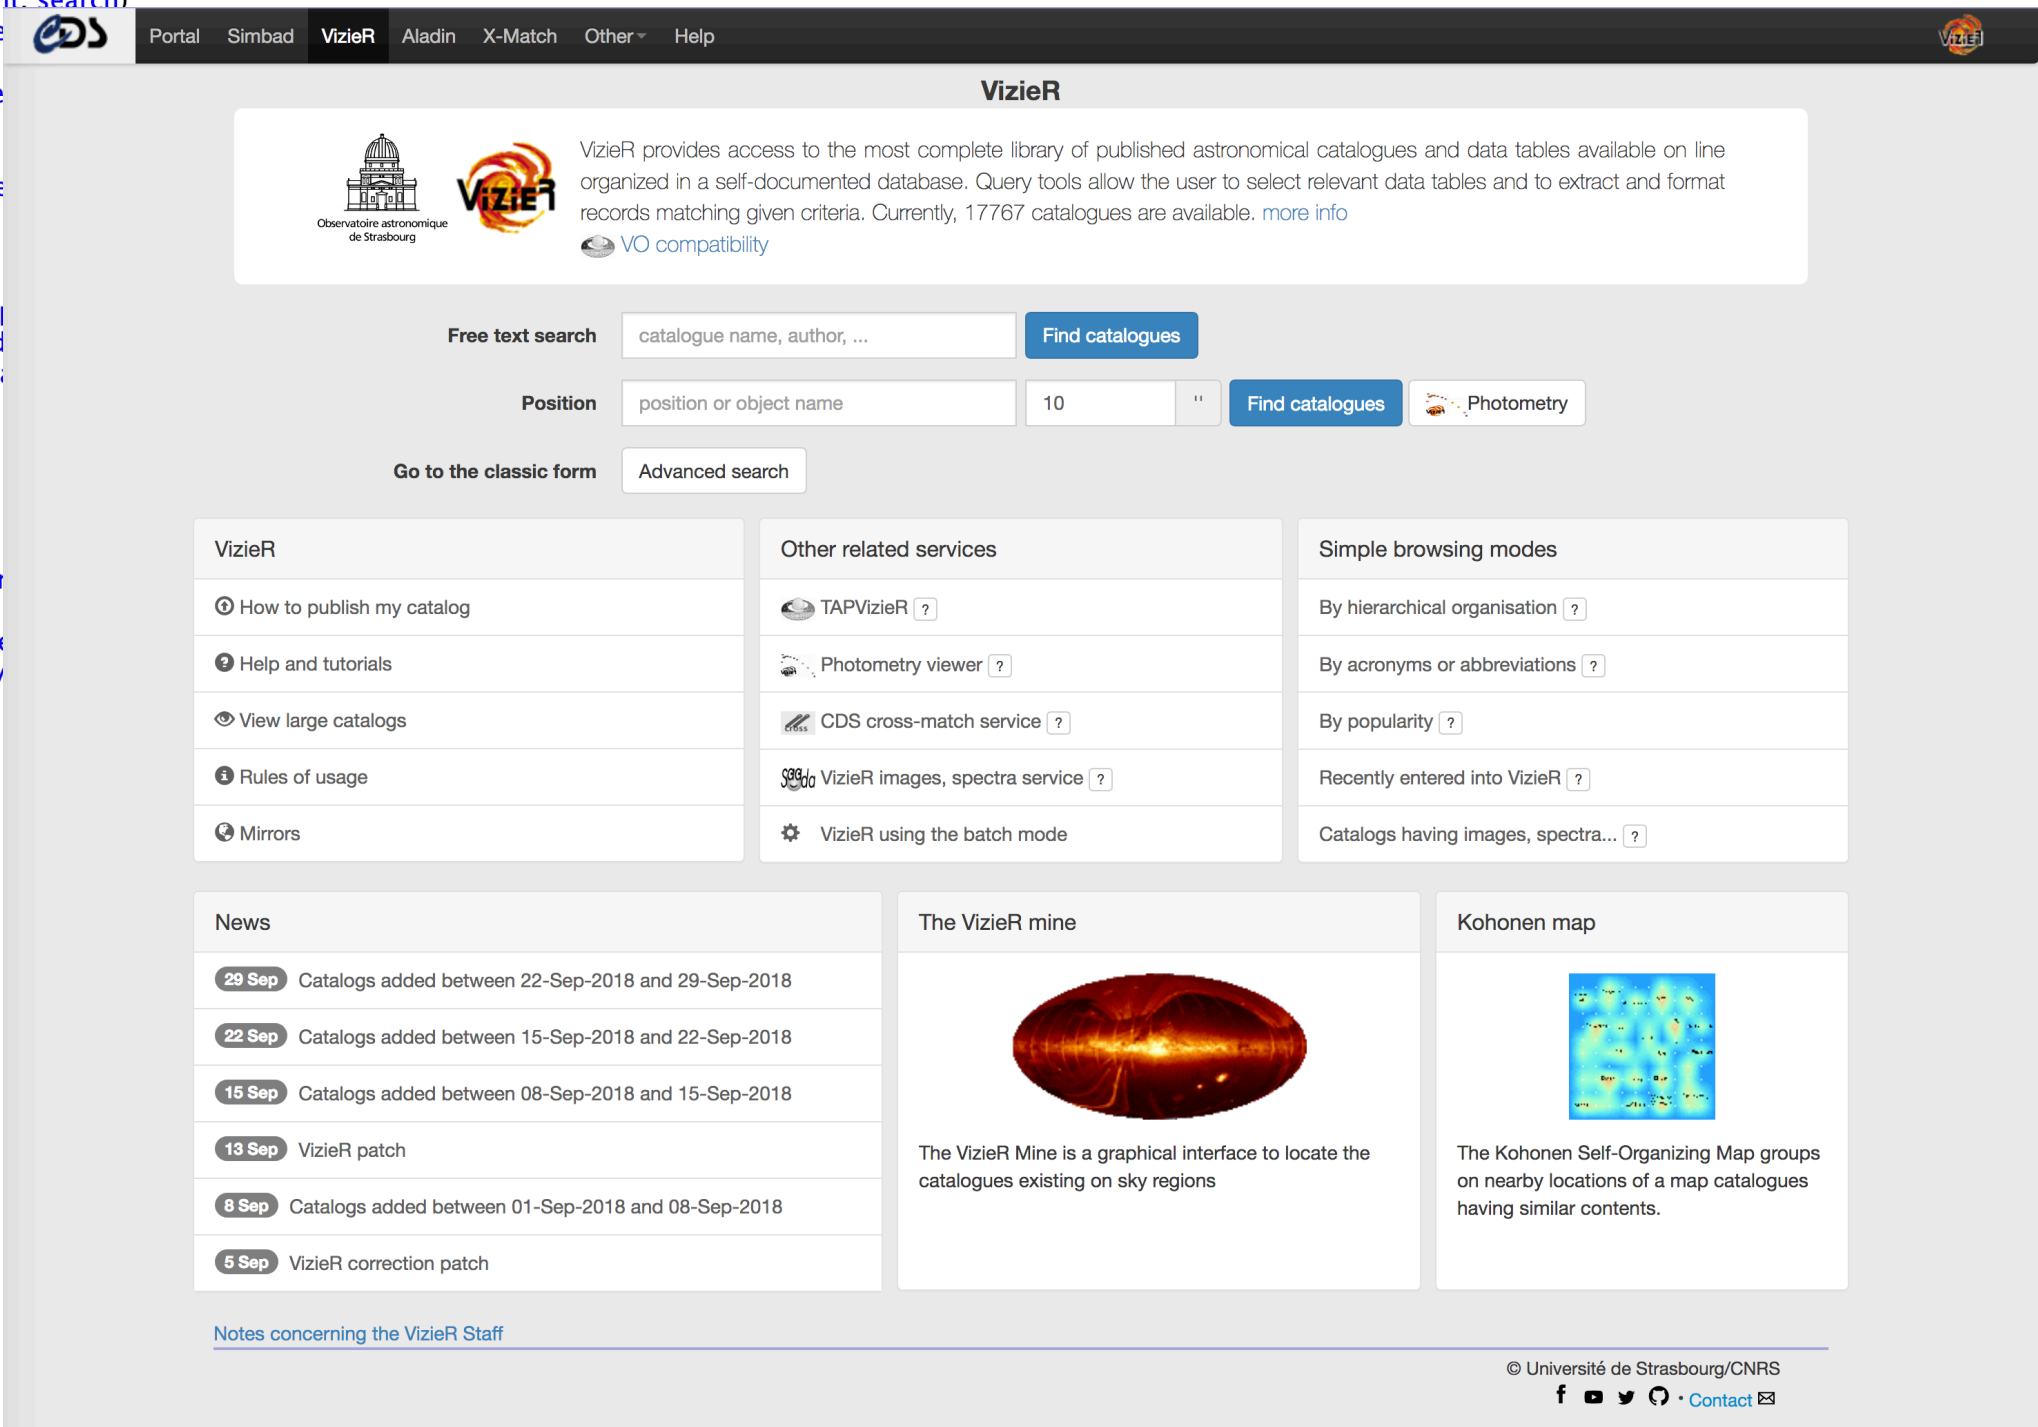 Portal Simbad VizieR Aladin X-Match Other Help
VizieR
VizieR
Observatoire astronomique
de Strasbourg
VizieR
VizieR provides access to the most complete library of published astronomical catalogues and data tables available on line
organized in a self-documented database. Query tools allow the user to select relevant data tables and to extract and format
records matching given criteria. Currently, 17767 catalogues are available. more info
VO compatibility
Free text search catalogue name, author, ... Find catalogues
Position position or object name 10 " Find catalogues Photometry
Go to the classic form Advanced search
VizieR
How to publish my catalog
Help and tutorials
View large catalogs
Rules of usage
Mirrors
Other related services
TAPVizieR ?
Photometry viewer ?
CDS cross-match service ?
VizieR images, spectra service ?
VizieR using the batch mode
Simple browsing modes
By hierarchical organisation ?
By acronyms or abbreviations ?
By popularity ?
Recently entered into VizieR ?
Catalogs having images, spectra... ?
News
29 Sep Catalogs added between 22-Sep-2018 and 29-Sep-2018
22 Sep Catalogs added between 15-Sep-2018 and 22-Sep-2018
15 Sep Catalogs added between 08-Sep-2018 and 15-Sep-2018
13 Sep VizieR patch
8 Sep Catalogs added between 01-Sep-2018 and 08-Sep-2018
5 Sep VizieR correction patch
The VizieR mine
The VizieR Mine is a graphical interface to locate the
catalogues existing on sky regions
Kohonen map
The Kohonen Self-Organizing Map groups
on nearby locations of a map catalogues
having similar contents.
Notes concerning the VizieR Staff
© Université de Strasbourg/CNRS
· Contact